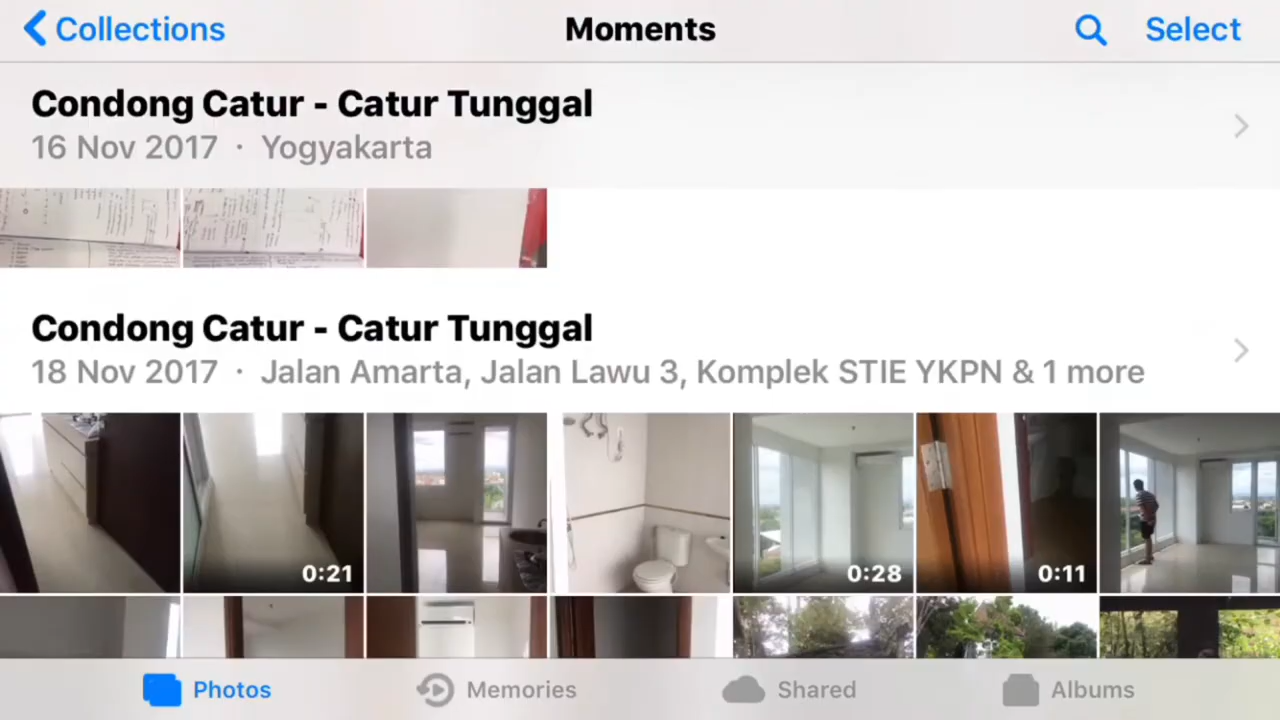 Collections
Moments
Select
Condong Catur - Catur Tunggal
16 Nov 2017 · Yogyakarta
Condong Catur - Catur Tunggal
18 Nov 2017 · Jalan Amarta, Jalan Lawu 3, Komplek STIE YKPN & 1 more
0:21
0:28
0:11
Photos
Memories
Shared
Albums